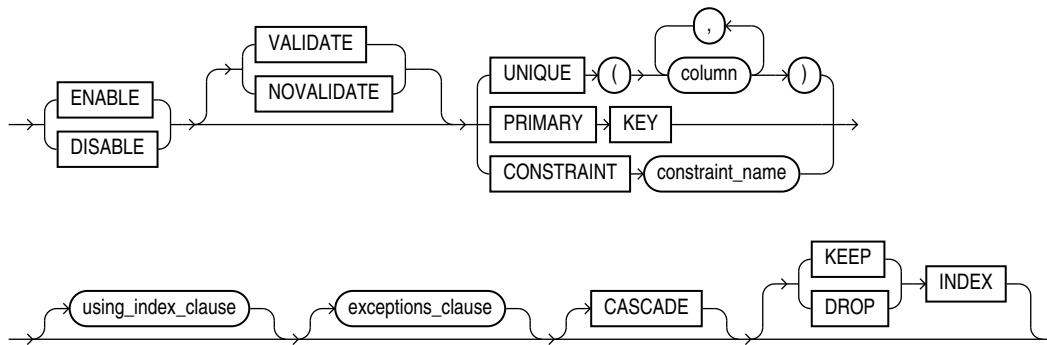 VALIDATE
NOVALIDATE
ENABLE
DISABLE
UNIQUE ( column , )
PRIMARY KEY
CONSTRAINT constraint_name
using_index_clause exceptions_clause CASCADE
KEEP
DROP
INDEX